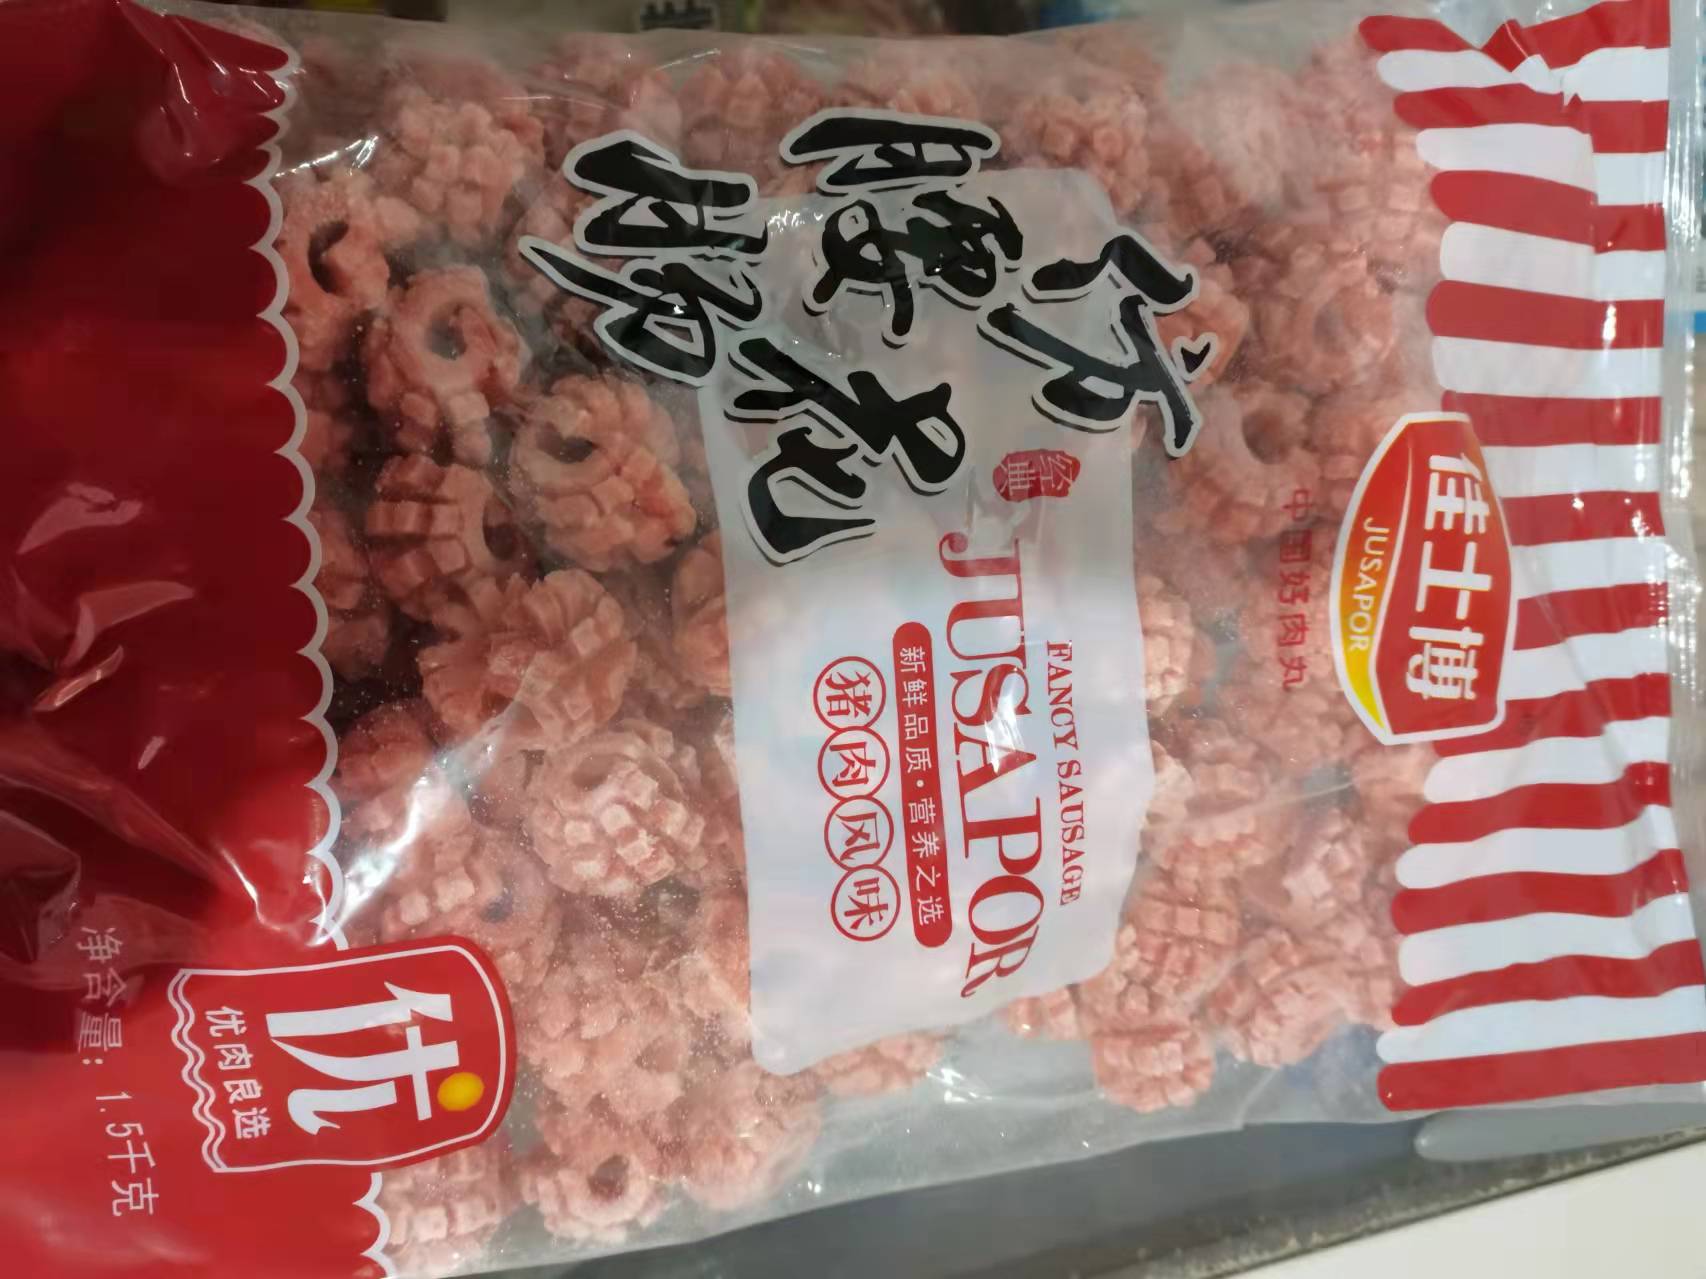 佳士博
JUSAPOR
中国好肉丸
腰花肠
经典
FANCY SAUSAGE
JUSAPOR
新鲜品质·营养之选
猪肉风味
优
优肉良选
净含量: 1.5千克